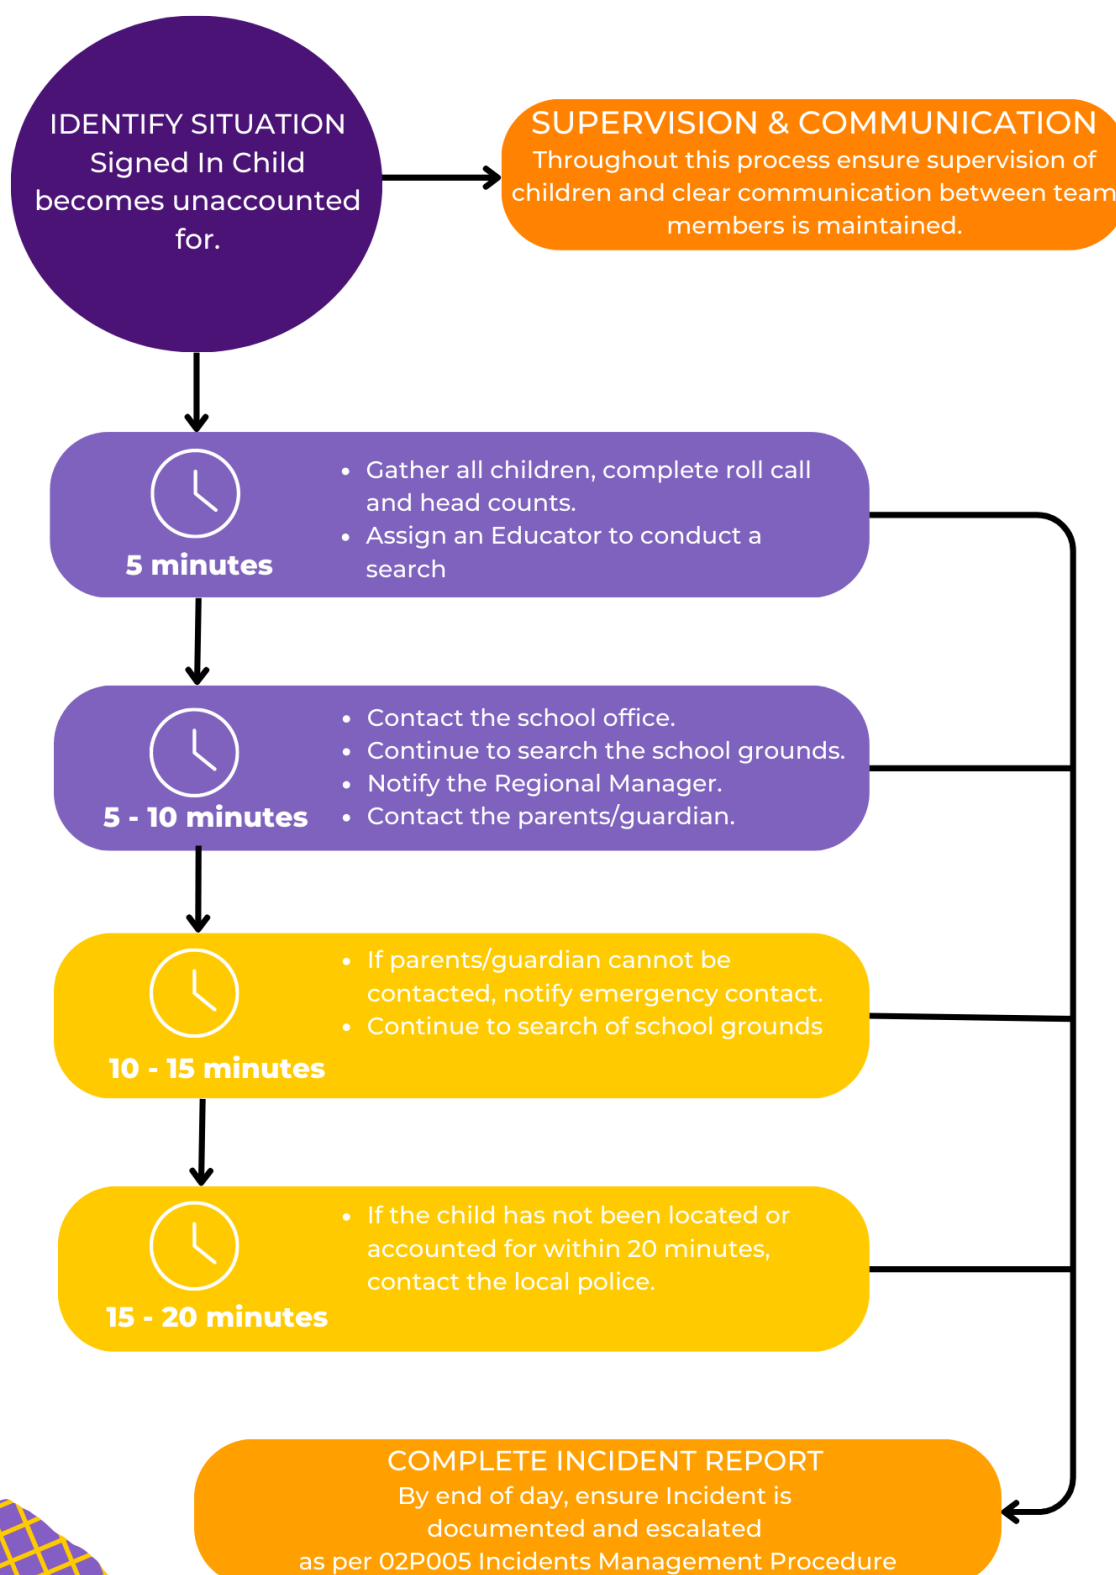 IDENTIFY SITUATION
Signed In Child
becomes unaccounted
for.
SUPERVISION & COMMUNICATION
Throughout this process ensure supervision of
children and clear communication between team
members is maintained.
5 minutes
• Gather all children, complete roll call
and head counts.
• Assign an Educator to conduct a
search
5 - 10 minutes
• Contact the school office.
• Continue to search the school grounds.
• Notify the Regional Manager.
• Contact the parents/guardian.
10 - 15 minutes
• If parents/guardian cannot be
contacted, notify emergency contact.
• Continue to search of school grounds
15 - 20 minutes
• If the child has not been located or
accounted for within 20 minutes,
contact the local police.
COMPLETE INCIDENT REPORT
By end of day, ensure Incident is
documented and escalated
as per 02P005 Incidents Management Procedure